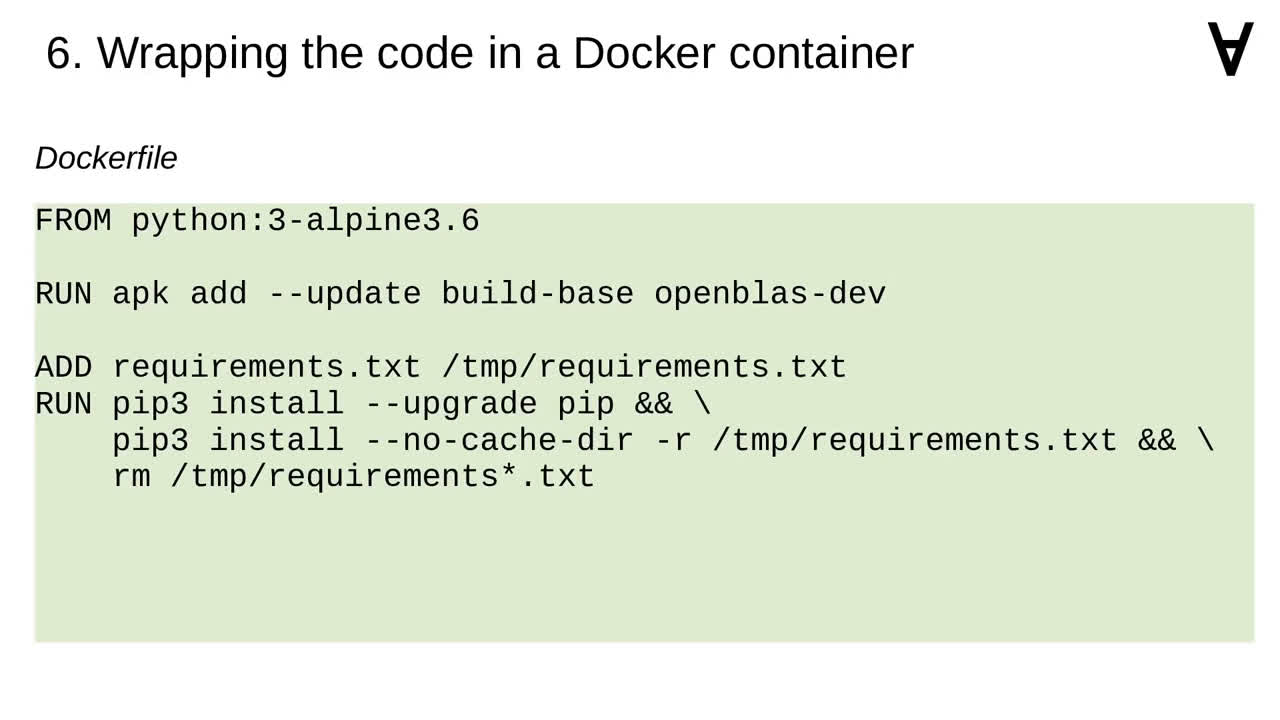 6. Wrapping the code in a Docker container
∀
Dockerfile
FROM python:3-alpine3.6
RUN apk add --update build-base openblas-dev
ADD requirements.txt /tmp/requirements.txt
RUN pip3 install --upgrade pip && \
    pip3 install --no-cache-dir -r /tmp/requirements.txt && \
    rm /tmp/requirements*.txt